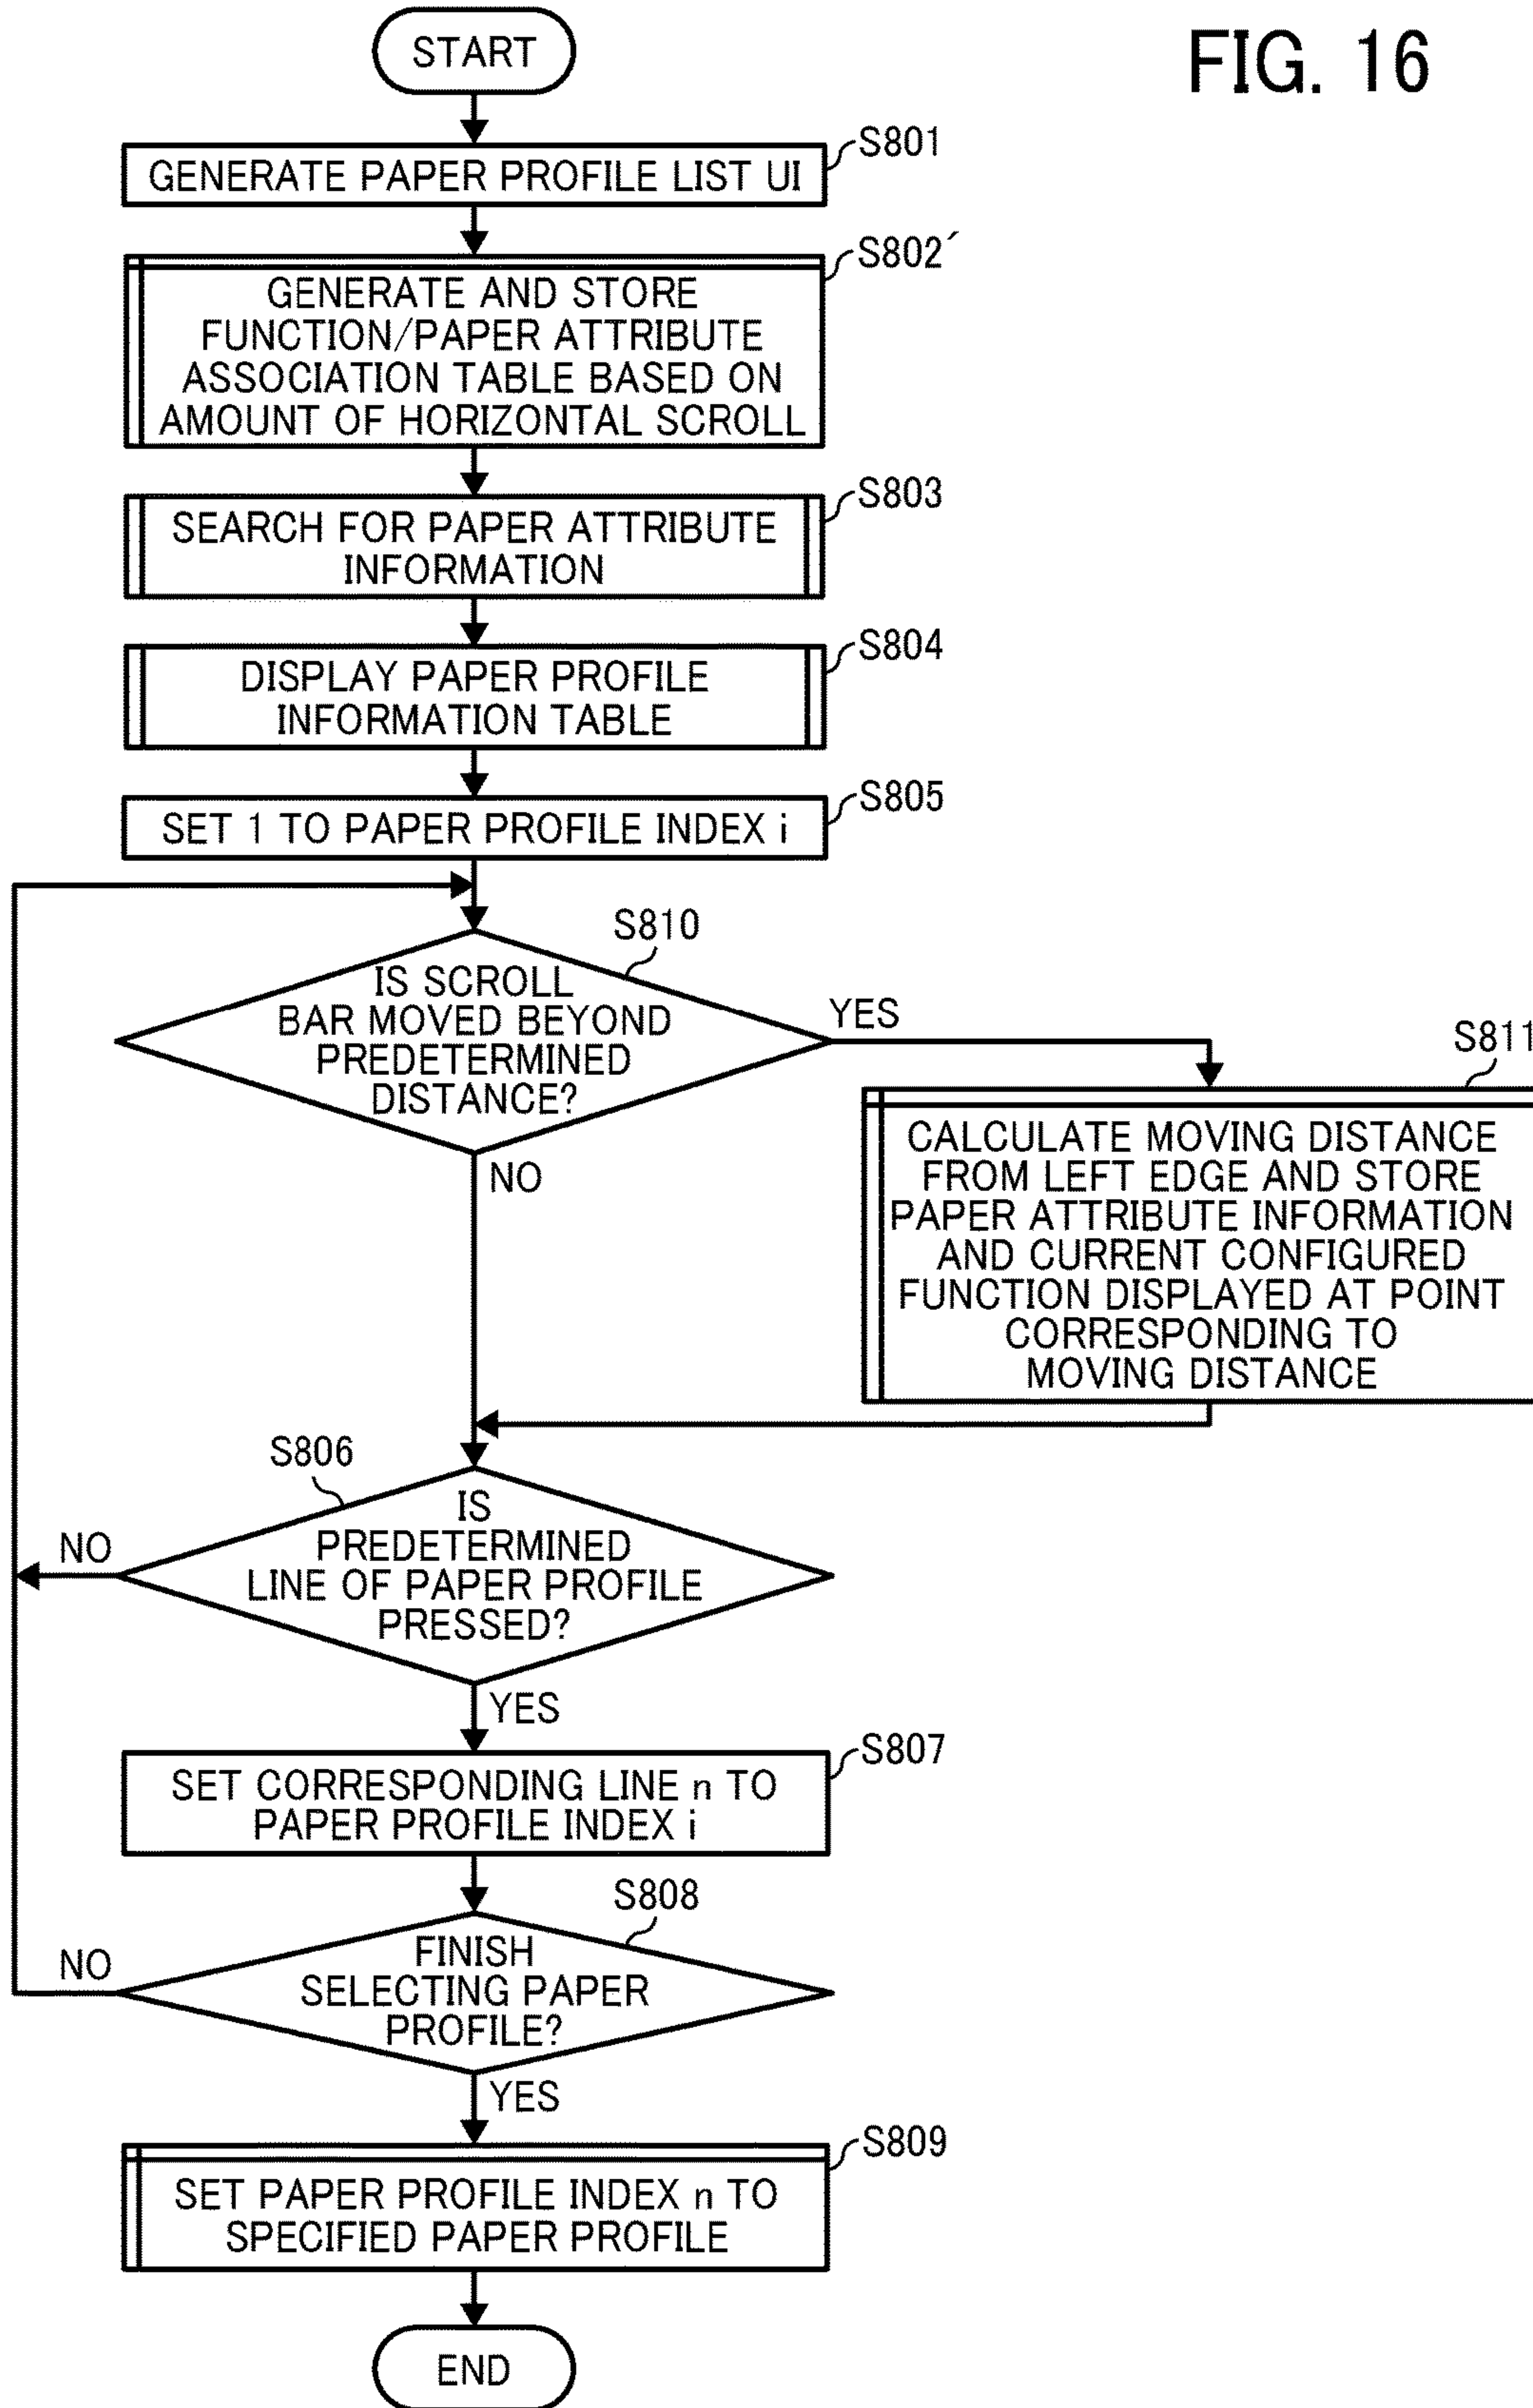 FIG. 16
START
S801
GENERATE PAPER PROFILE LIST UI
S802´
GENERATE AND STORE
FUNCTION/PAPER ATTRIBUTE
ASSOCIATION TABLE BASED ON
AMOUNT OF HORIZONTAL SCROLL
S803
SEARCH FOR PAPER ATTRIBUTE
INFORMATION
S804
DISPLAY PAPER PROFILE
INFORMATION TABLE
S805
SET 1 TO PAPER PROFILE INDEX i
S810
IS SCROLL
BAR MOVED BEYOND
PREDETERMINED
DISTANCE?
YES
NO
S811
CALCULATE MOVING DISTANCE
FROM LEFT EDGE AND STORE
PAPER ATTRIBUTE INFORMATION
AND CURRENT CONFIGURED
FUNCTION DISPLAYED AT POINT
CORRESPONDING TO
MOVING DISTANCE
S806
IS
PREDETERMINED
LINE OF PAPER PROFILE
PRESSED?
NO
YES
S807
SET CORRESPONDING LINE n TO
PAPER PROFILE INDEX i
S808
FINISH
SELECTING PAPER
PROFILE?
NO
YES
S809
SET PAPER PROFILE INDEX n TO
SPECIFIED PAPER PROFILE
END